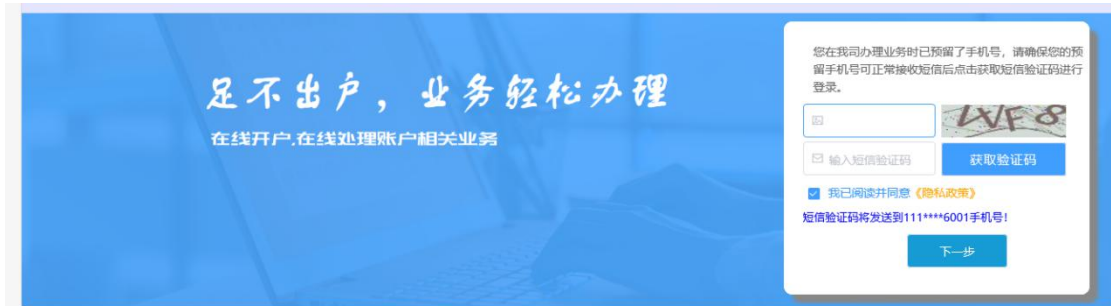 足不出户，业务轻松办理
在线开户,在线处理账户相关业务
您在我司办理业务时已预留了手机号，请确保您的预
留手机号可正常接收短信后点击获取短信验证码进行
登录。
输入短信验证码
获取验证码
我已阅读并同意《隐私政策》
短信验证码将发送到111****6001手机号!
下一步